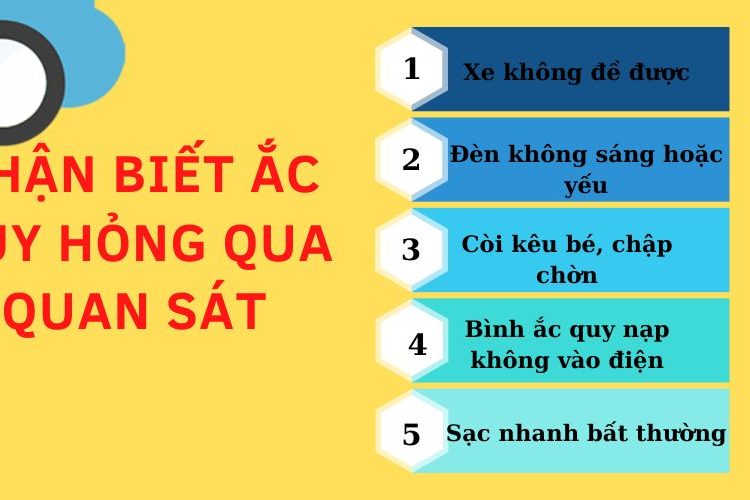 HẬN BIẾT ẮC
UY HỎNG QUA
QUAN SÁT
1
Xe không đề được
2
Đèn không sáng hoặc
yếu
3
Còi kêu bé, chập
chờn
4
Bình ắc quy nạp
không vào điện
5
Sạc nhanh bất thường